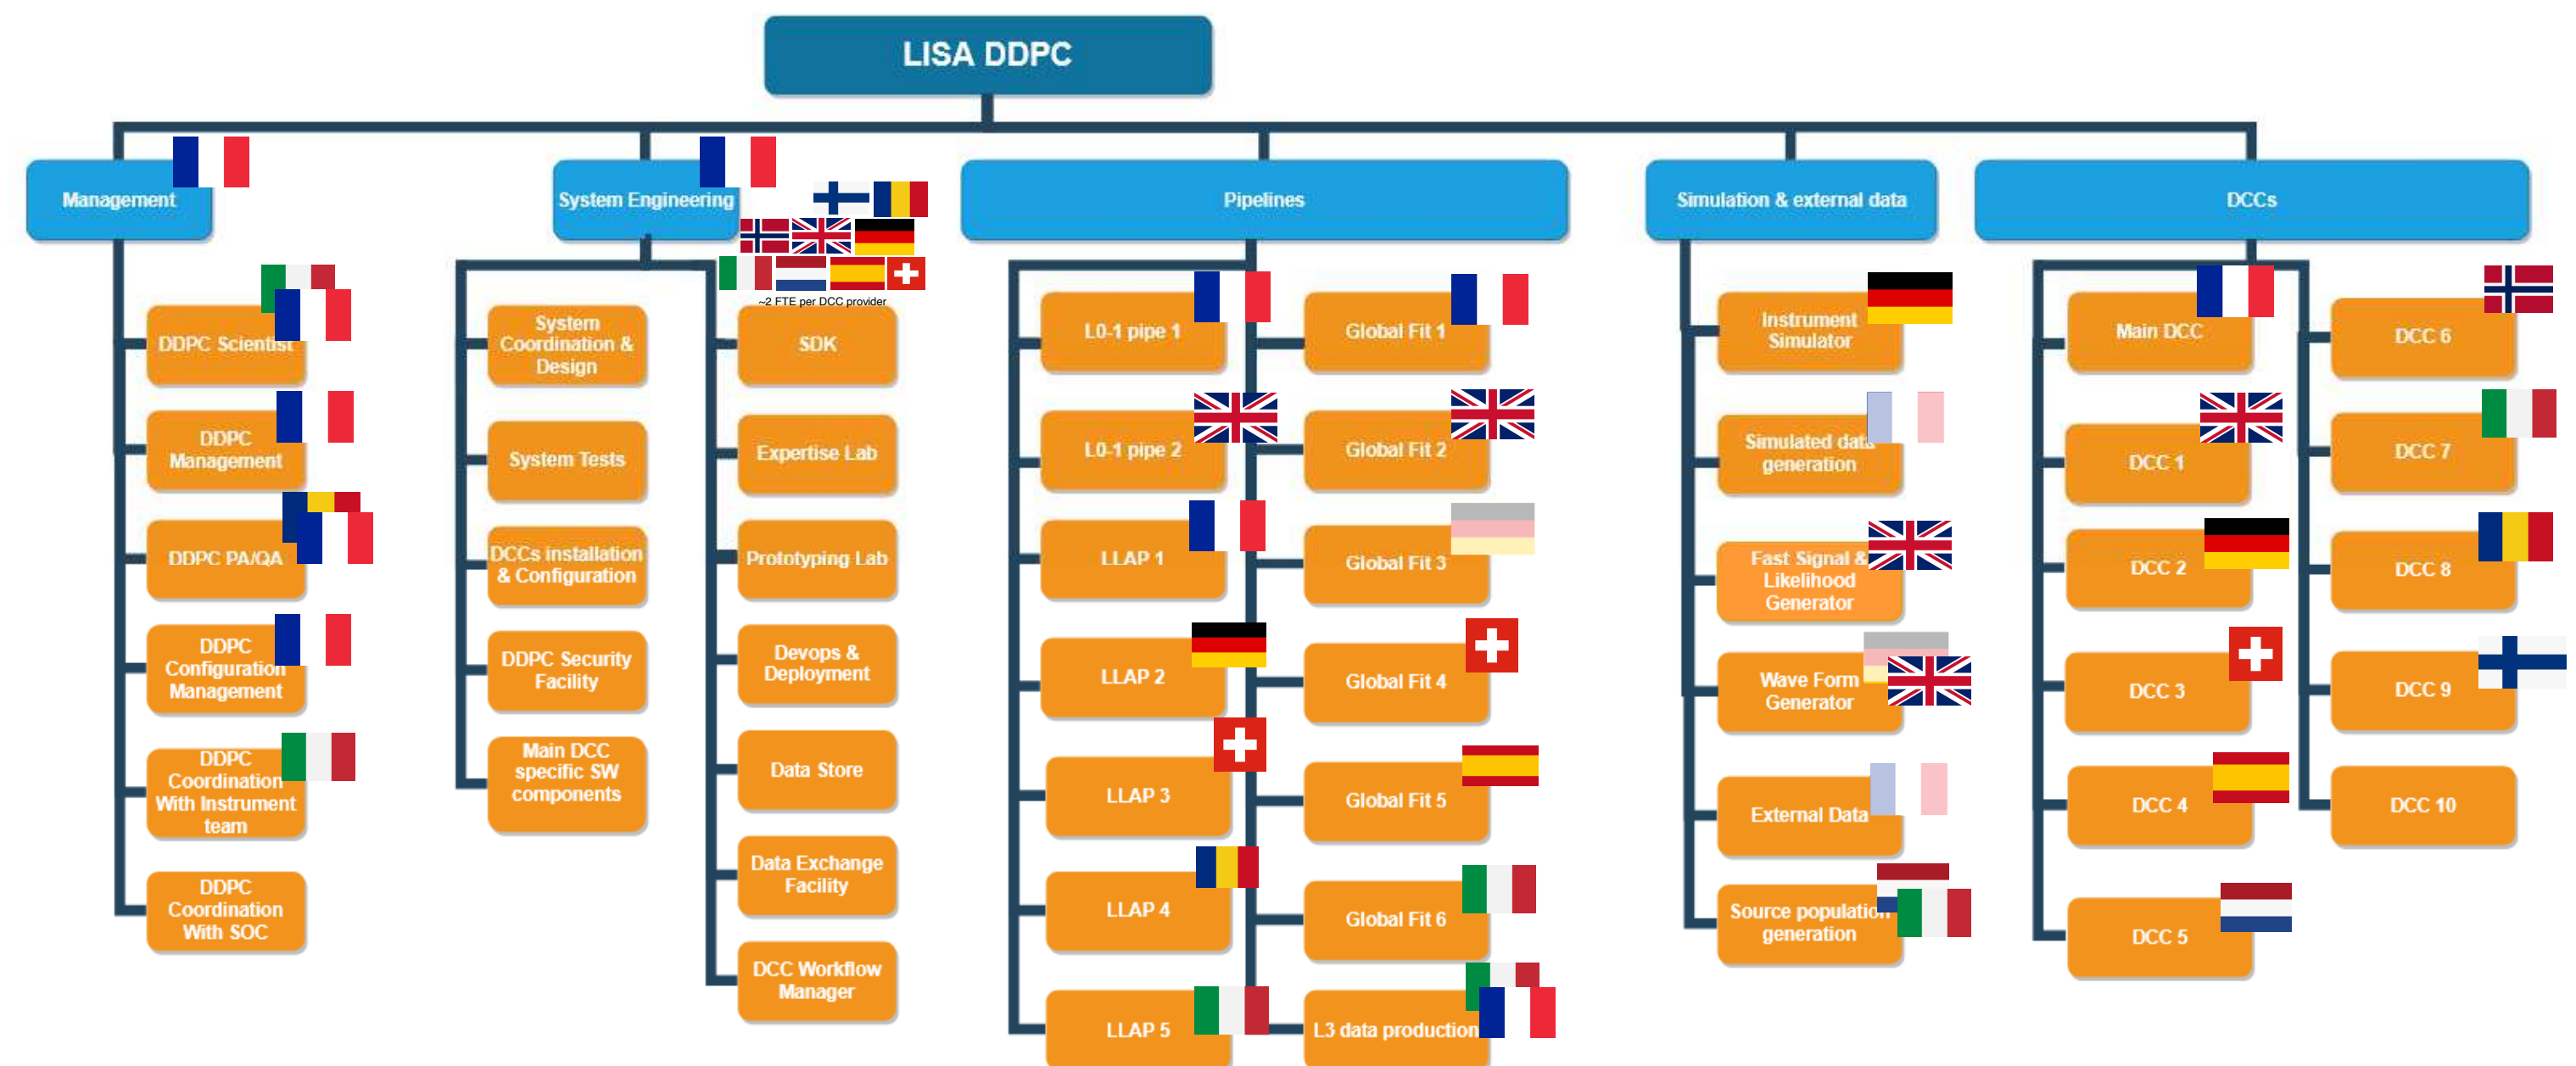 LISA DDPC
Management
System Engineering
Pipelines
Simulation & external data
DCCs
~2 FTE per DCC provider
DDPC Scientist
DDPC
Management
DDPC PA/QA
DDPC
Configuration
Management
DDPC
Coordination
With Instrument
team
DDPC
Coordination
With SOC
System
Coordination &
Design
System Tests
DCCs installation
& Configuration
DDPC Security
Facility
Main DCC
specific SW
components
SDK
Expertise Lab
Prototyping Lab
Devops &
Deployment
Data Store
Data Exchange
Facility
DCC Workflow
Manager
L0-1 pipe 1
L0-1 pipe 2
LLAP 1
LLAP 2
LLAP 3
LLAP 4
LLAP 5
Global Fit 1
Global Fit 2
Global Fit 3
Global Fit 4
Global Fit 5
Global Fit 6
L3 data production
Instrument
Simulator
Simulated data
generation
Fast Signal &
Likelihood
Generator
Wave Form
Generator
External Data
Source population
generation
Main DCC
DCC 1
DCC 2
DCC 3
DCC 4
DCC 5
DCC 6
DCC 7
DCC 8
DCC 9
DCC 10